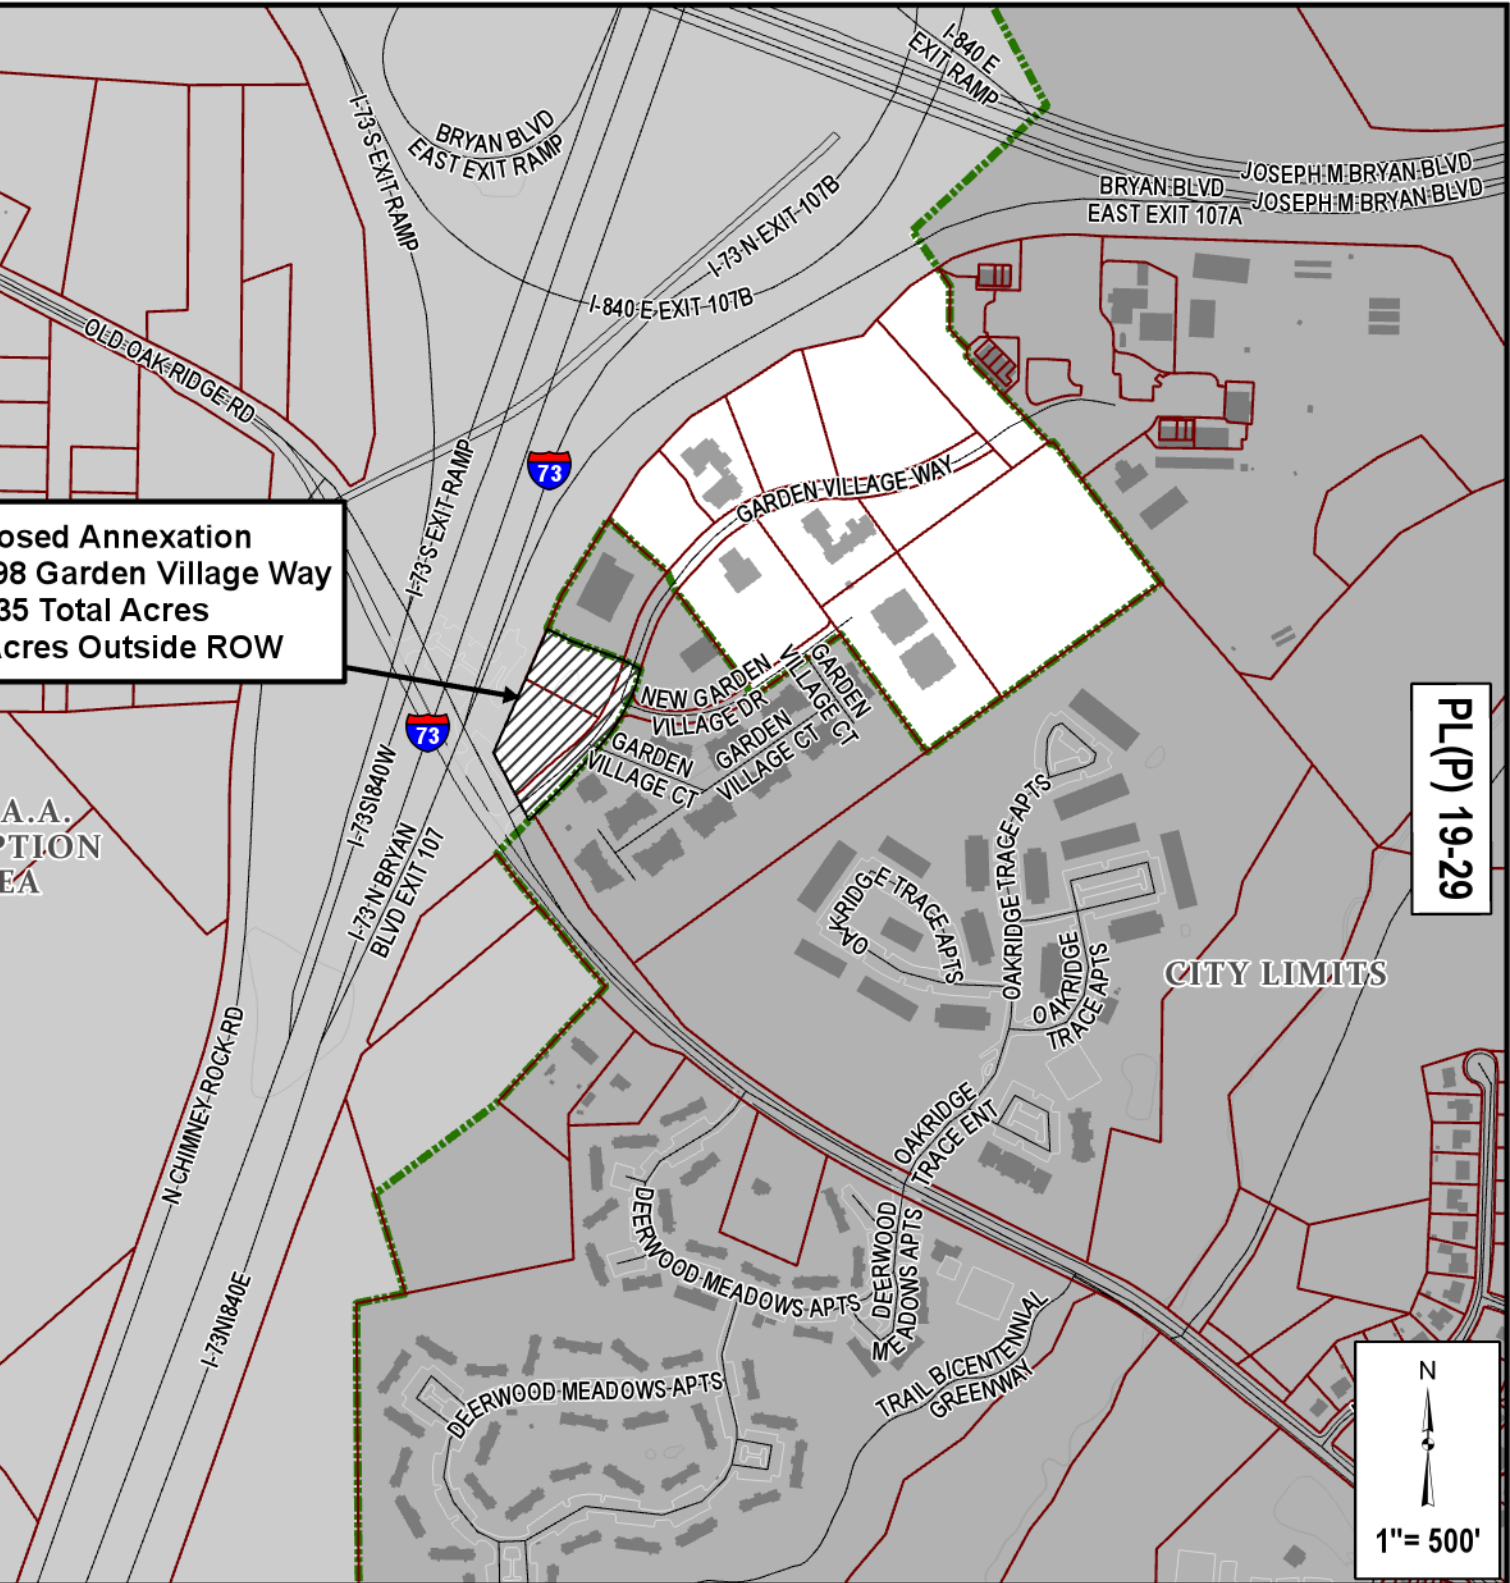 I-840 E
EXIT RAMP
I-73 S EXIT RAMP
BRYAN BLVD
EAST EXIT RAMP
JOSEPH M BRYAN BLVD
BRYAN BLVD
JOSEPH M BRYAN BLVD
EAST EXIT 107A
I-73 N EXIT 107B
I-840 E EXIT 107B
OLD OAK RIDGE RD
I-73 S EXIT RAMP
73
GARDEN VILLAGE WAY
osed Annexation
98 Garden Village Way
35 Total Acres
Acres Outside ROW
NEW GARDEN
VILLAGE DR
GARDEN
VILLAGE CT
GARDEN
VILLAGE CT
GARDEN
VILLAGE CT
73
PL(P) 19-29
I-73SI840W
I-73 N BRYAN
BLVD EXIT 107
A.A.
PTION
EA
OAKRIDGE TRACE APTS
OAKRIDGE TRACE APTS
OAKRIDGE
TRACE APTS
CITY LIMITS
N CHIMNEY ROCK RD
OAKRIDGE
TRACE ENT
DEERWOOD MEADOWS APTS
DEERWOOD
MEADOWS APTS
I-73NI840E
TRAIL BICENTENNIAL
GREENWAY
DEERWOOD MEADOWS APTS
N
1"= 500'